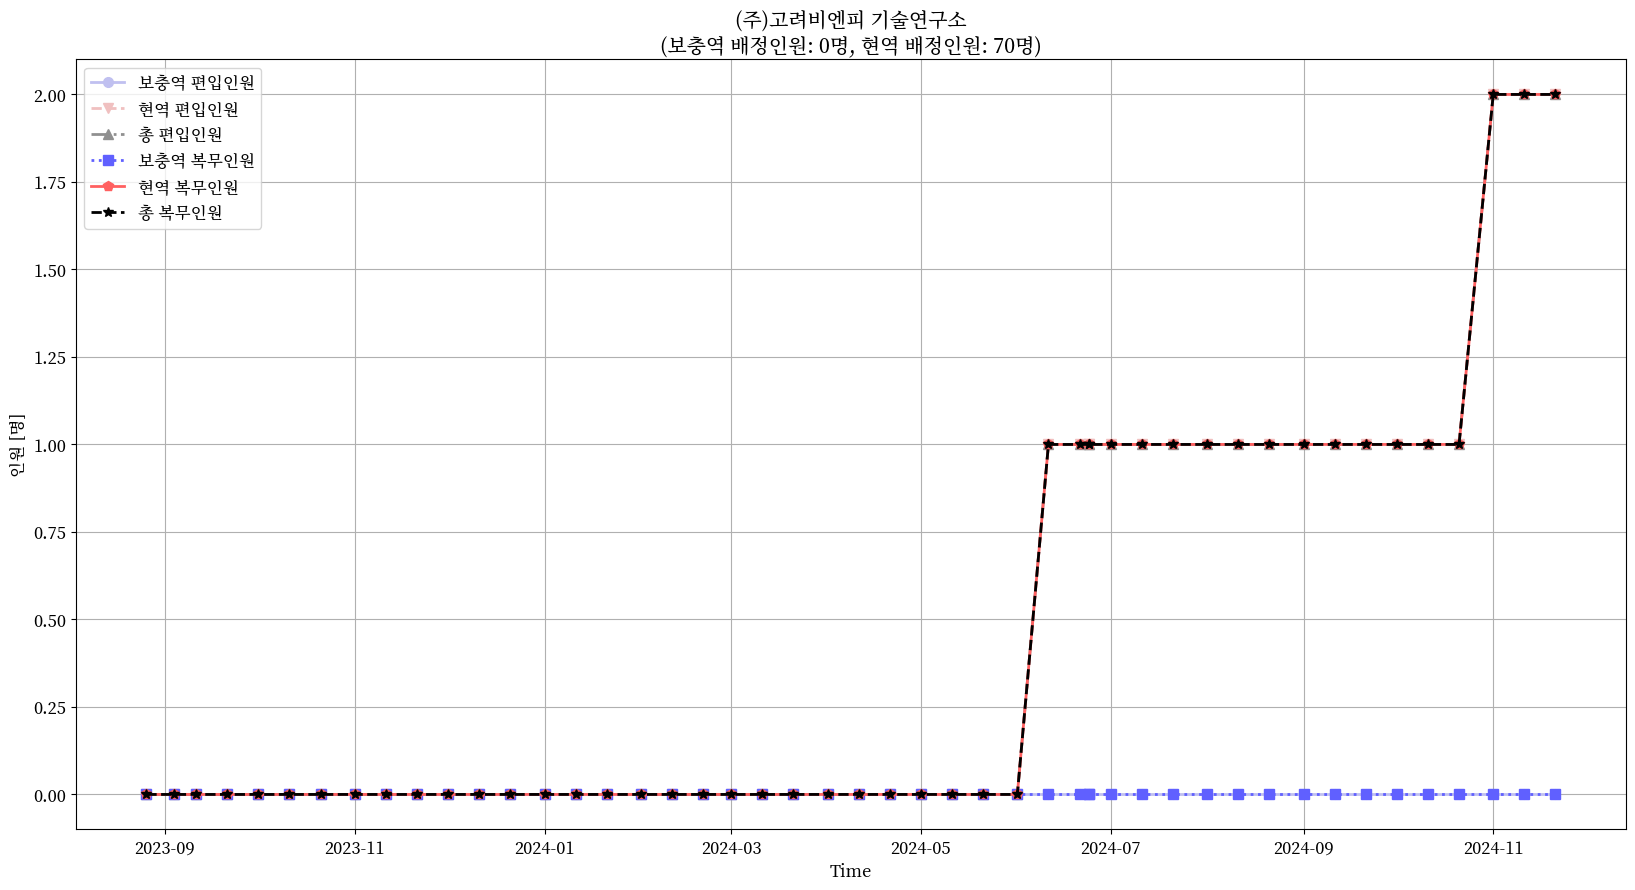 (주)고려비엔피 기술연구소
(보충역 배정인원: 0명, 현역 배정인원: 70명)
보충역 편입인원
현역 편입인원
총 편입인원
보충역 복무인원
현역 복무인원
총 복무인원
2.00
1.75
1.50
1.25
1.00
0.75
0.50
0.25
0.00
인원 [명]
2023-09 2023-11 2024-01 2024-03 2024-05 2024-07 2024-09 2024-11
Time